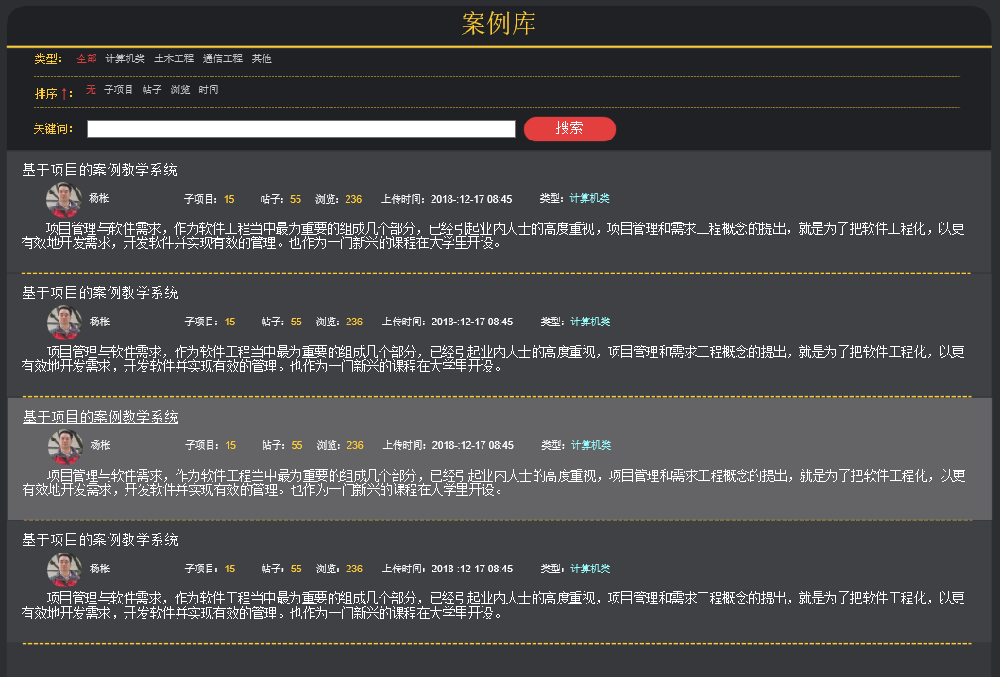 案例库
类型： 全部 计算机类 土木工程 通信工程 其他
排序↑： 无 子项目 帖子 浏览 时间
关键词： 搜索
基于项目的案例教学系统
杨枨 子项目：15 帖子：55 浏览：236 上传时间：2018-:12-17 08:45 类型：计算机类
项目管理与软件需求，作为软件工程当中最为重要的组成几个部分，已经引起业内人士的高度重视，项目管理和需求工程概念的提出，就是为了把软件工程化，以更
有效地开发需求，开发软件并实现有效的管理。也作为一门新兴的课程在大学里开设。
基于项目的案例教学系统
杨枨 子项目：15 帖子：55 浏览：236 上传时间：2018-:12-17 08:45 类型：计算机类
项目管理与软件需求，作为软件工程当中最为重要的组成几个部分，已经引起业内人士的高度重视，项目管理和需求工程概念的提出，就是为了把软件工程化，以更
有效地开发需求，开发软件并实现有效的管理。也作为一门新兴的课程在大学里开设。
基于项目的案例教学系统
杨枨 子项目：15 帖子：55 浏览：236 上传时间：2018-:12-17 08:45 类型：计算机类
项目管理与软件需求，作为软件工程当中最为重要的组成几个部分，已经引起业内人士的高度重视，项目管理和需求工程概念的提出，就是为了把软件工程化，以更
有效地开发需求，开发软件并实现有效的管理。也作为一门新兴的课程在大学里开设。
基于项目的案例教学系统
杨枨 子项目：15 帖子：55 浏览：236 上传时间：2018-:12-17 08:45 类型：计算机类
项目管理与软件需求，作为软件工程当中最为重要的组成几个部分，已经引起业内人士的高度重视，项目管理和需求工程概念的提出，就是为了把软件工程化，以更
有效地开发需求，开发软件并实现有效的管理。也作为一门新兴的课程在大学里开设。